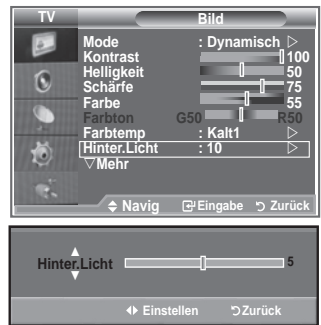 TV Bild
Mode : Dynamisch ▷
Kontrast 100
Helligkeit 50
Schärfe 75
Farbe 55
Farbton G50 R50
Farbtemp : Kalt1 ▷
Hinter.Licht : 10 ▷
▽Mehr
Navig Eingabe Zurück
Hinter.Licht 5
Einstellen Zurück